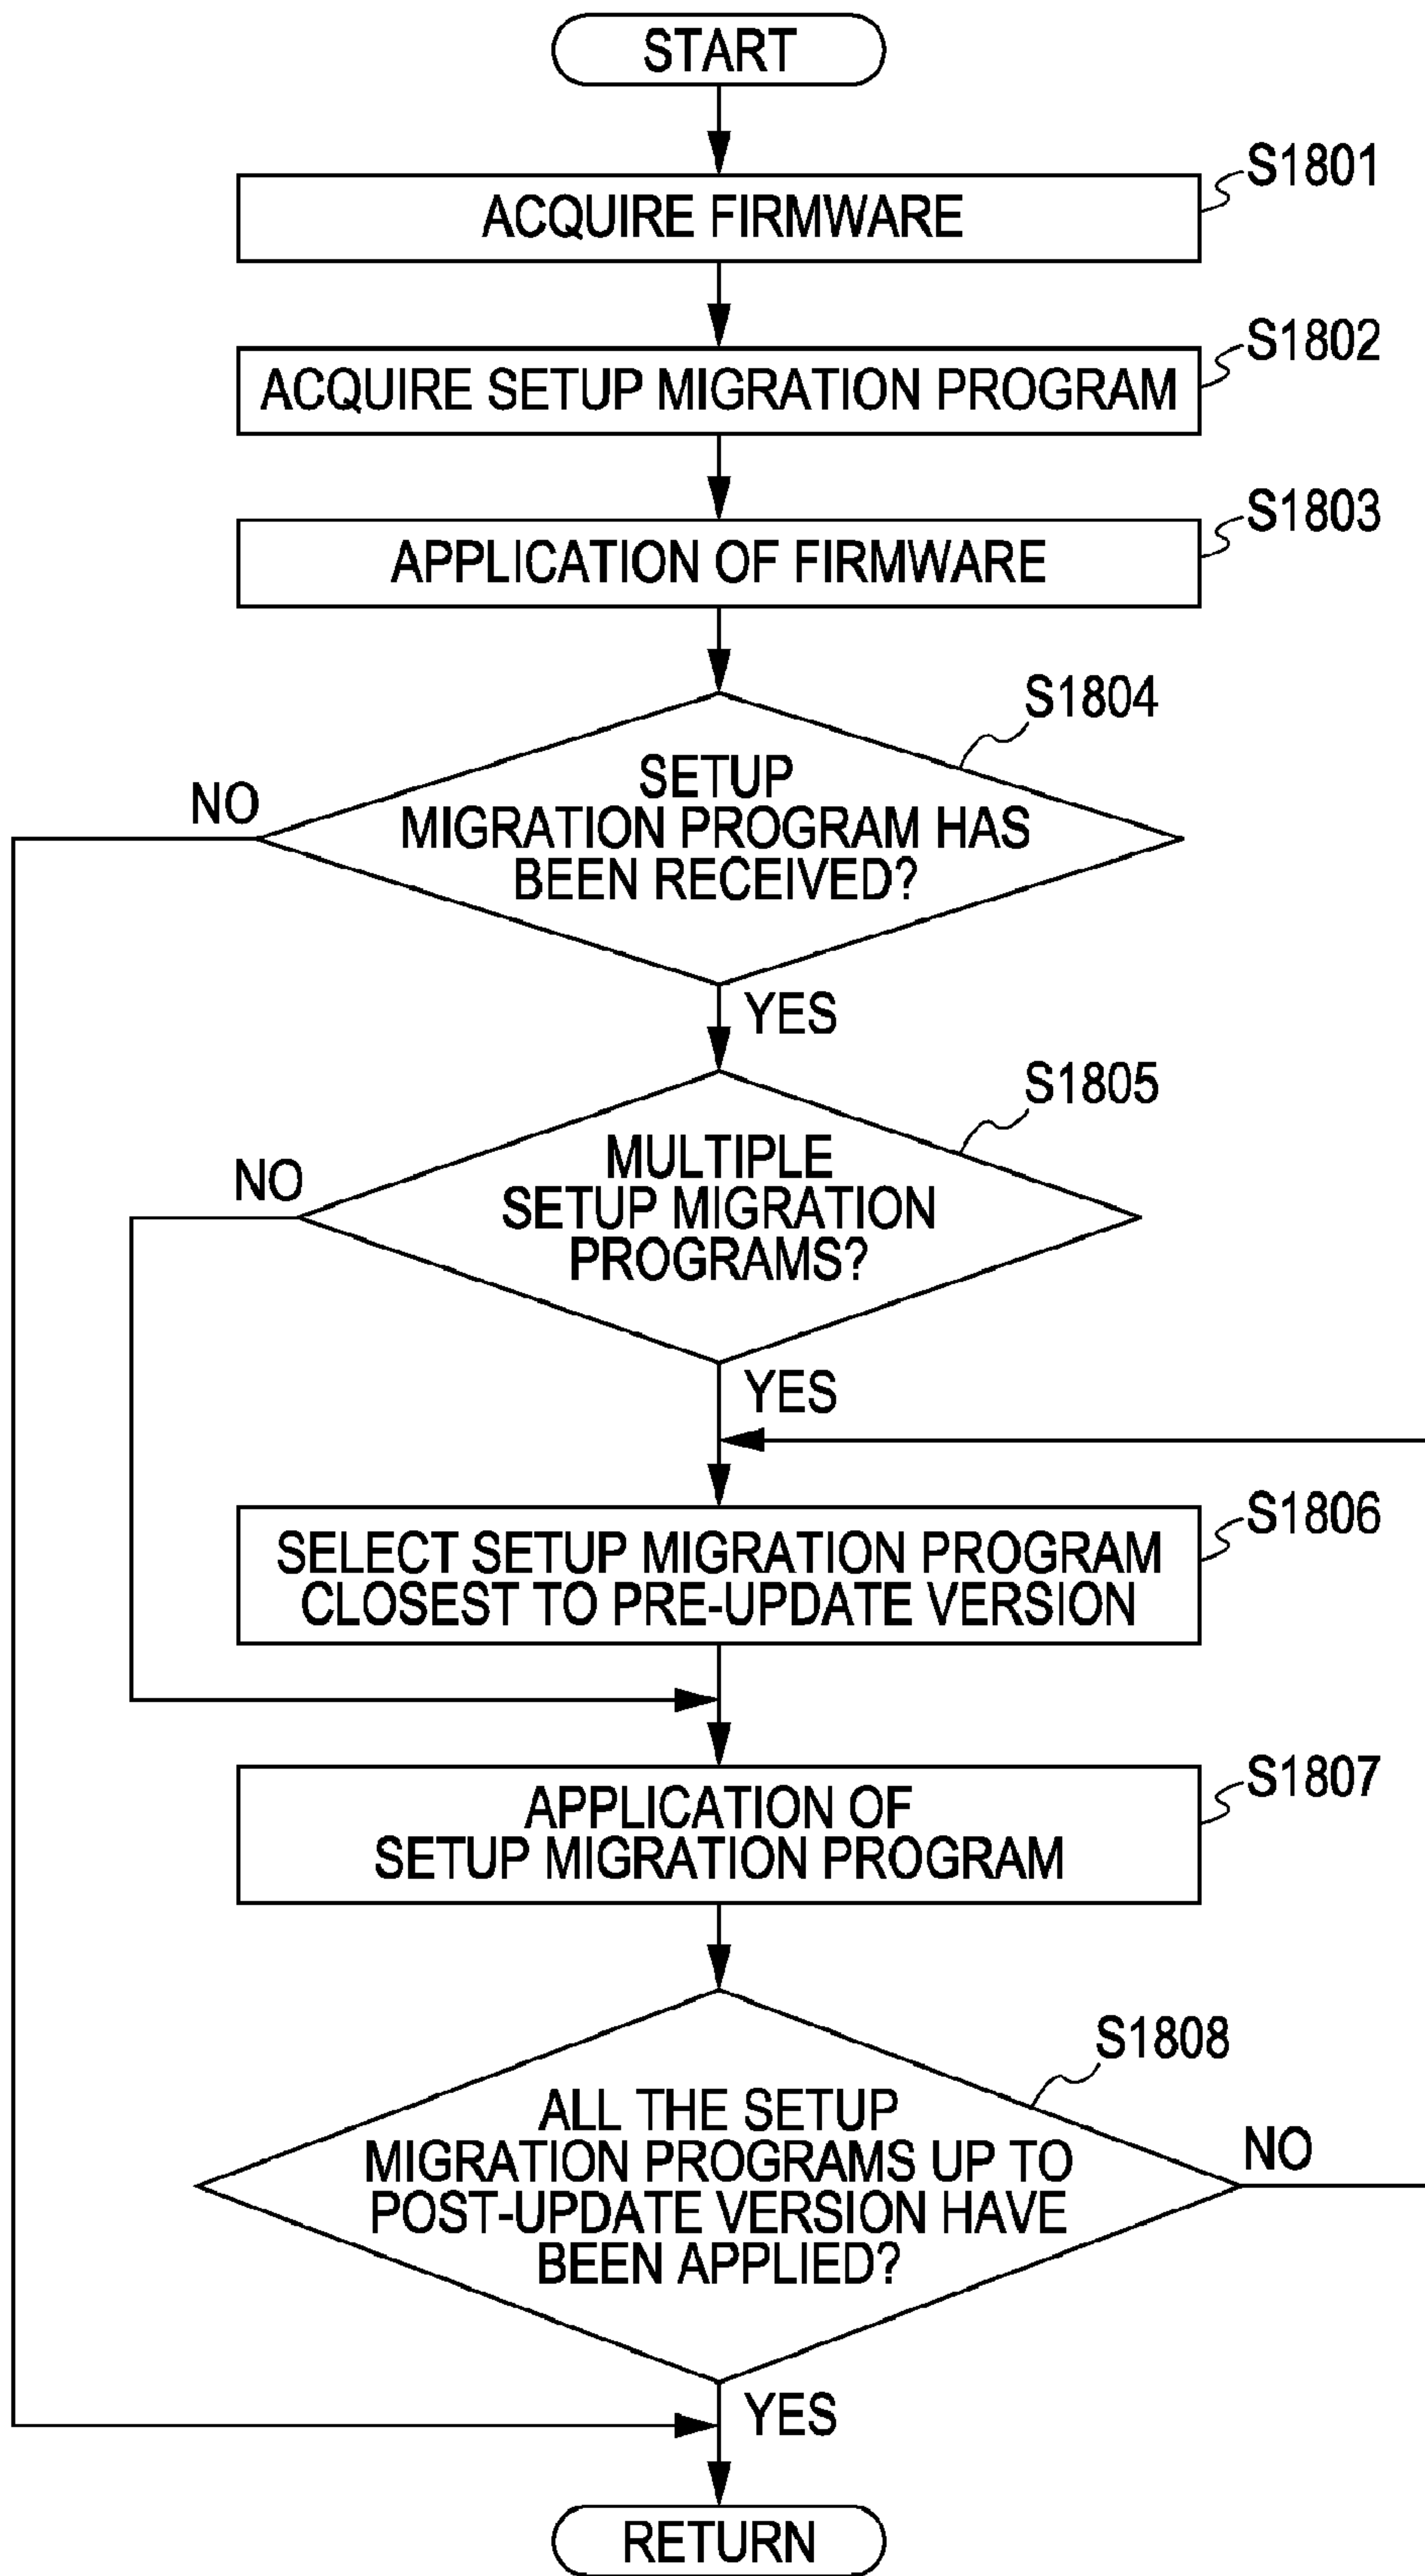 START
S1801
ACQUIRE FIRMWARE
S1802
ACQUIRE SETUP MIGRATION PROGRAM
S1803
APPLICATION OF FIRMWARE
S1804
SETUP
MIGRATION PROGRAM HAS
BEEN RECEIVED?
NO
YES
S1805
MULTIPLE
SETUP MIGRATION
PROGRAMS?
NO
YES
S1806
SELECT SETUP MIGRATION PROGRAM
CLOSEST TO PRE-UPDATE VERSION
S1807
APPLICATION OF
SETUP MIGRATION PROGRAM
S1808
ALL THE SETUP
MIGRATION PROGRAMS UP TO
POST-UPDATE VERSION HAVE
BEEN APPLIED?
NO
YES
RETURN